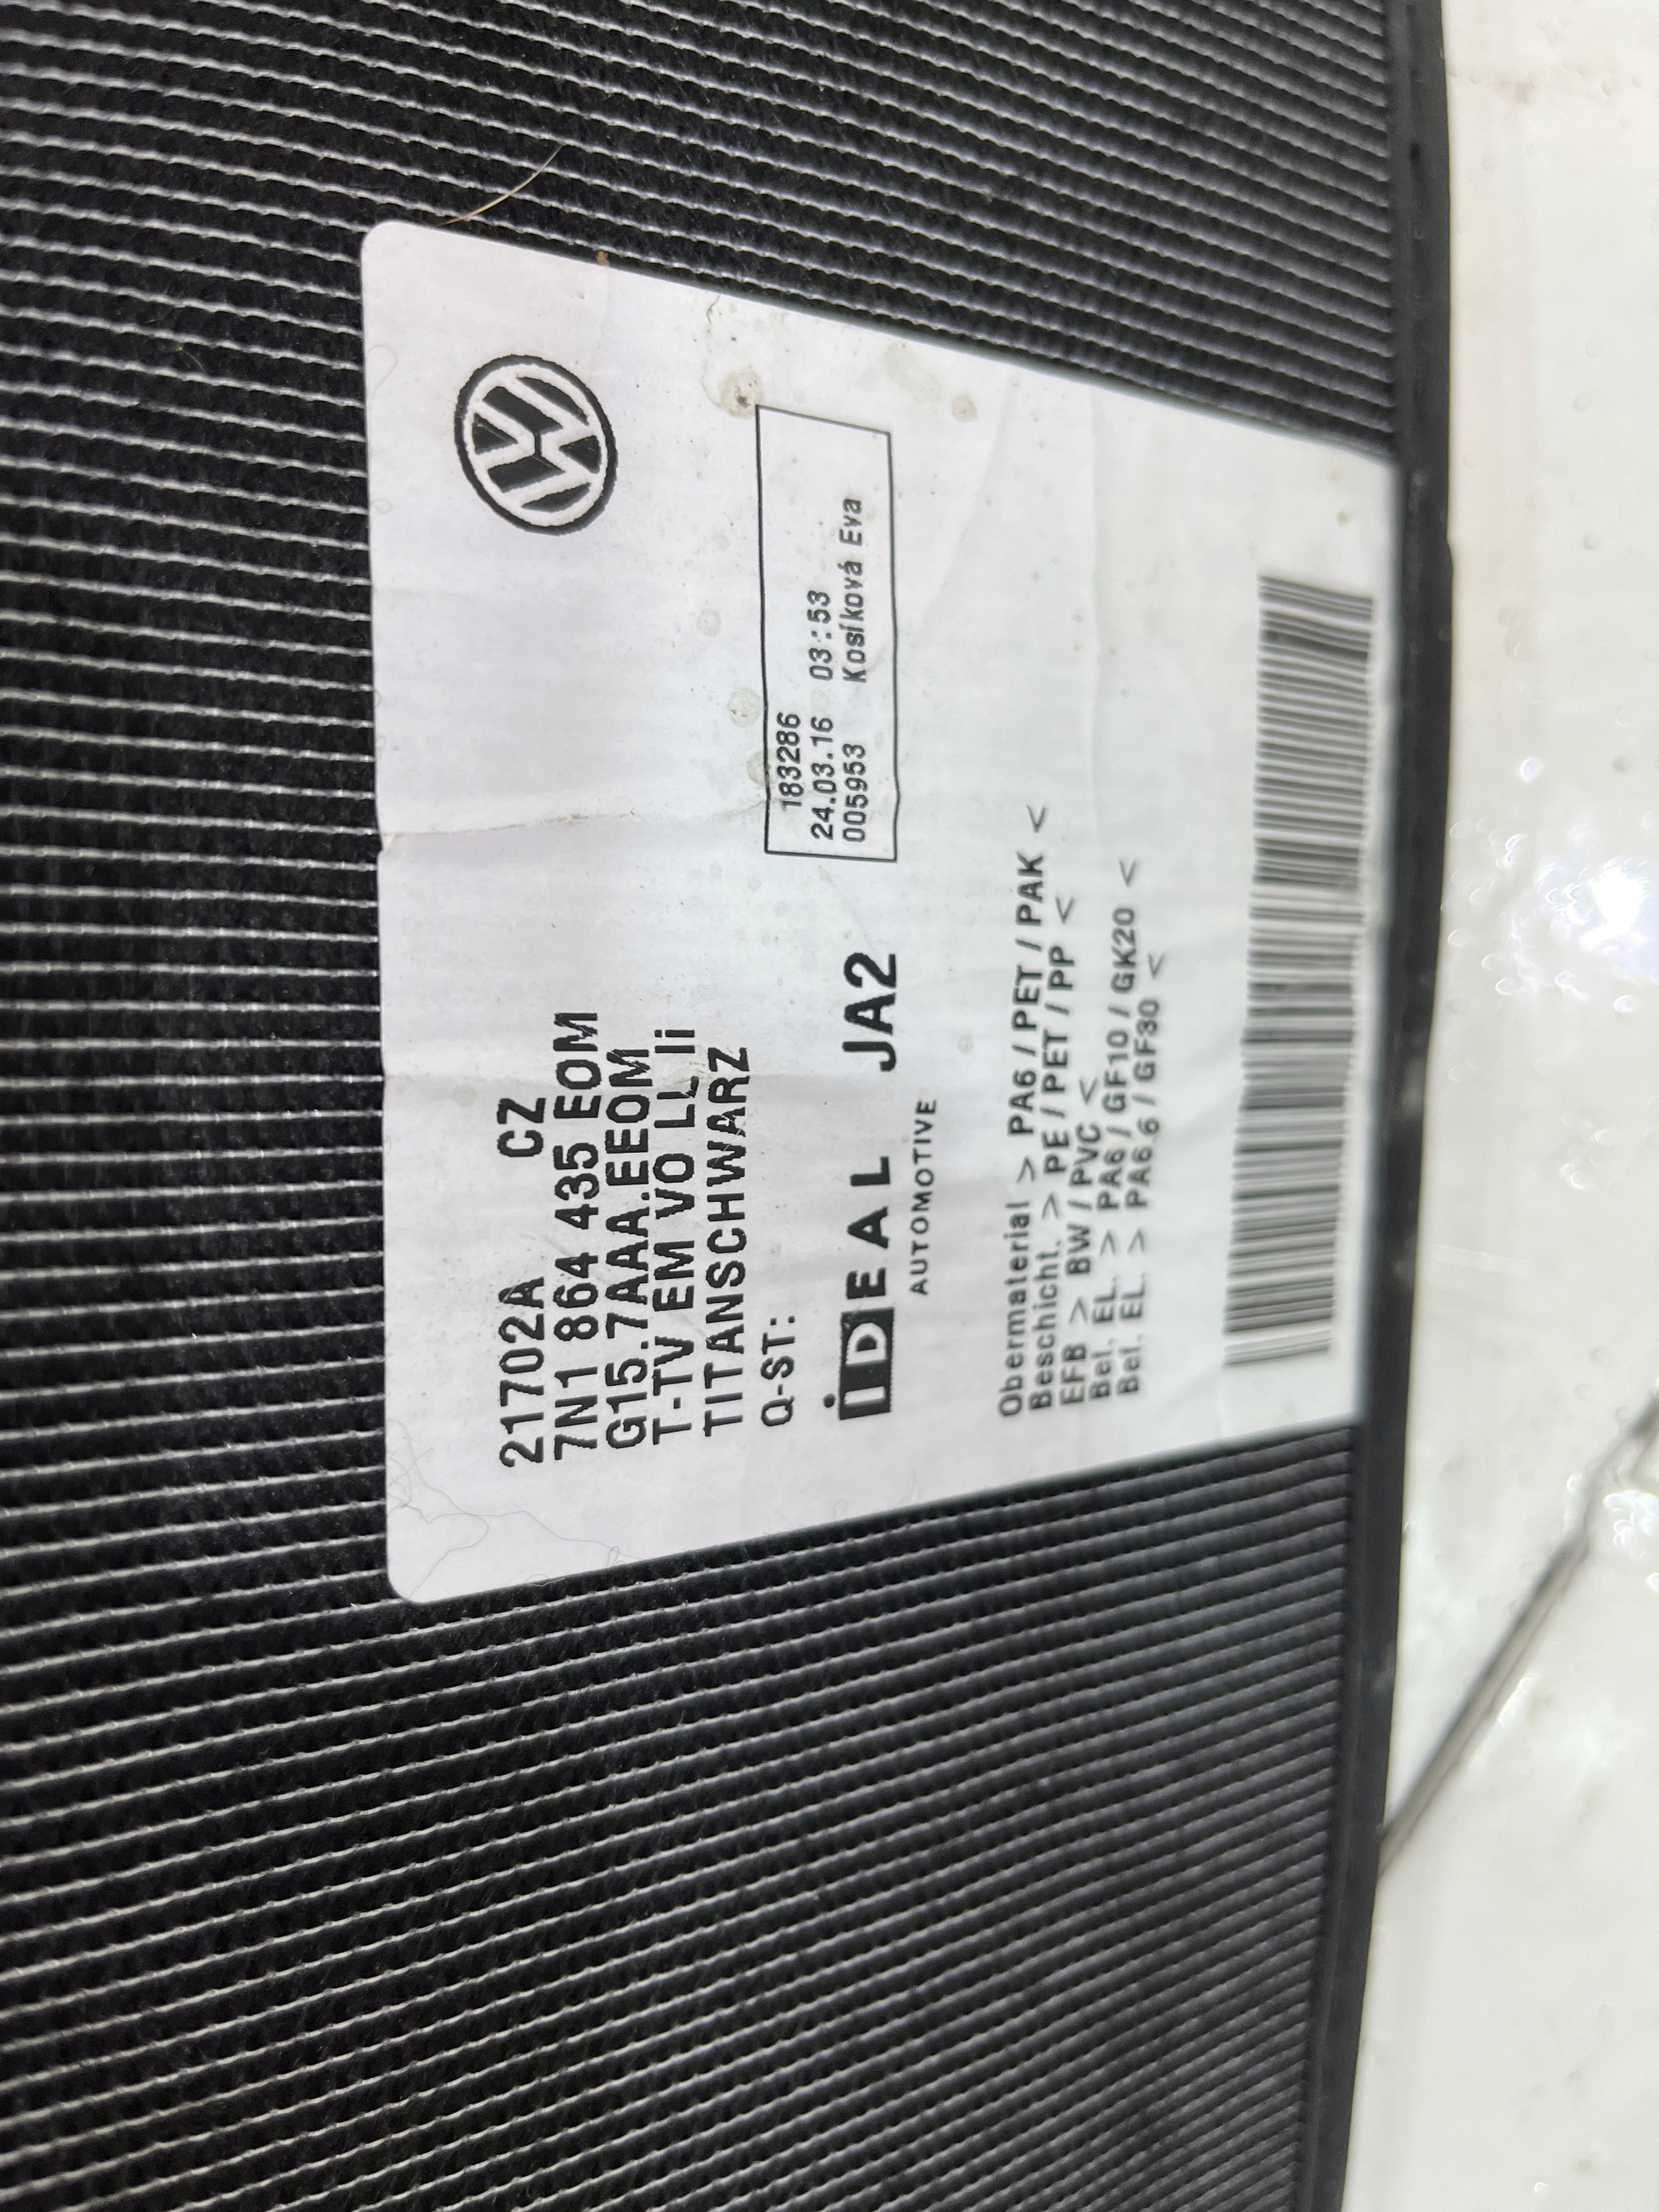 21702A CZ
7N1 864 435 EOM
G15.7AAA.EEOM
T-TV EM VO LL li
TITANSCHWARZ
Q-ST:
183286
24.03.16 03:53
005953 Kosíková Eva
iDEAL JA2
AUTOMOTIVE
Obermaterial > PA6 / PET / PAK <
Beschicht. > PE / PET / PP <
EFB > BW / PVC <
Bel. EL. > PA6 / GF10 / GK20 <
Bel. EL. > PA6.6 / GF30 <